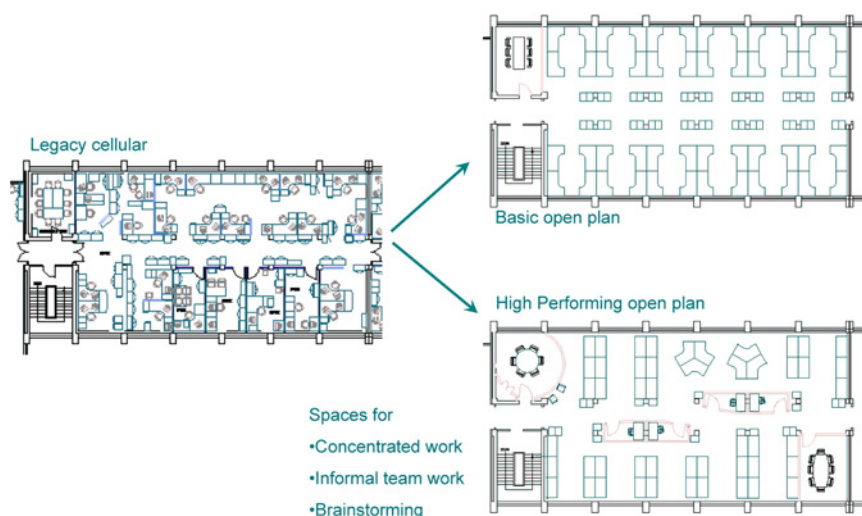 Legacy cellular
Basic open plan
High Performing open plan
Spaces for
•Concentrated work
•Informal team work
•Brainstorming